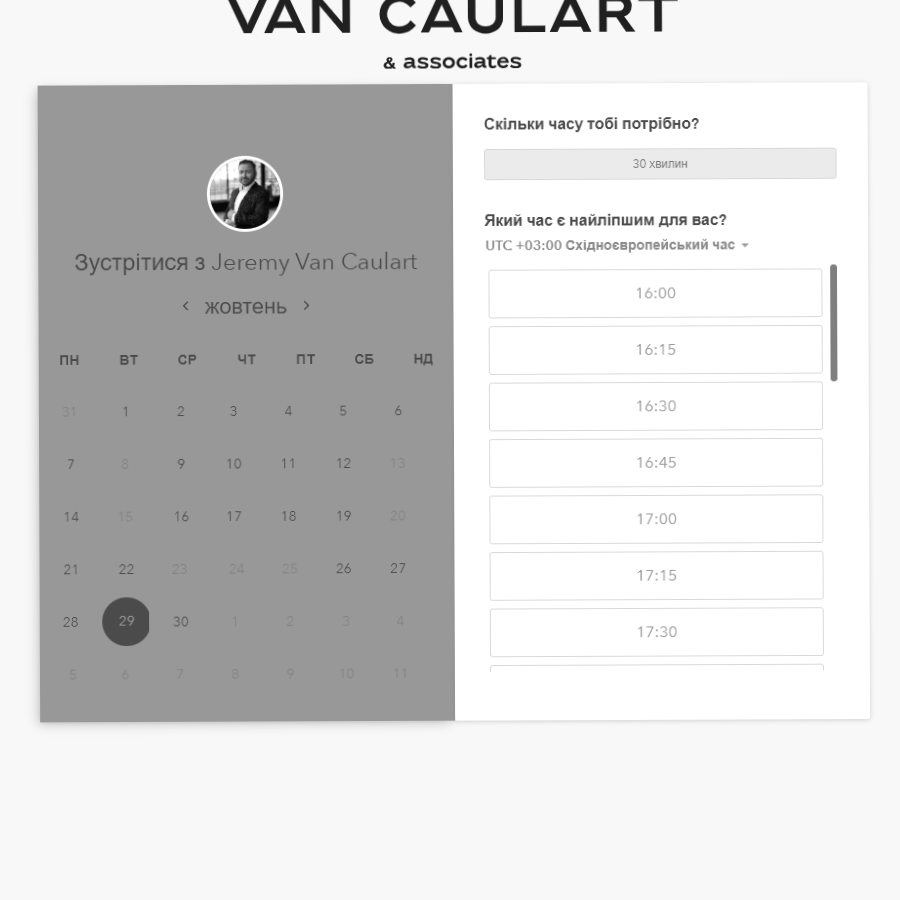 VAN CAULART
& associates
Зустрітися з Jeremy Van Caulart
жовтень
ПН ВТ СР ЧТ ПТ СБ НД
31 1 2 3 4 5 6
7 8 9 10 11 12 13
14 15 16 17 18 19 20
21 22 23 24 25 26 27
28 29 30 1 2 3 4
5 6 7 8 9 10 11
Скільки часу тобі потрібно?
30 хвилин
Який час є найліпшим для вас?
UTC +03:00 Східноєвропейський час
16:00
16:15
16:30
16:45
17:00
17:15
17:30